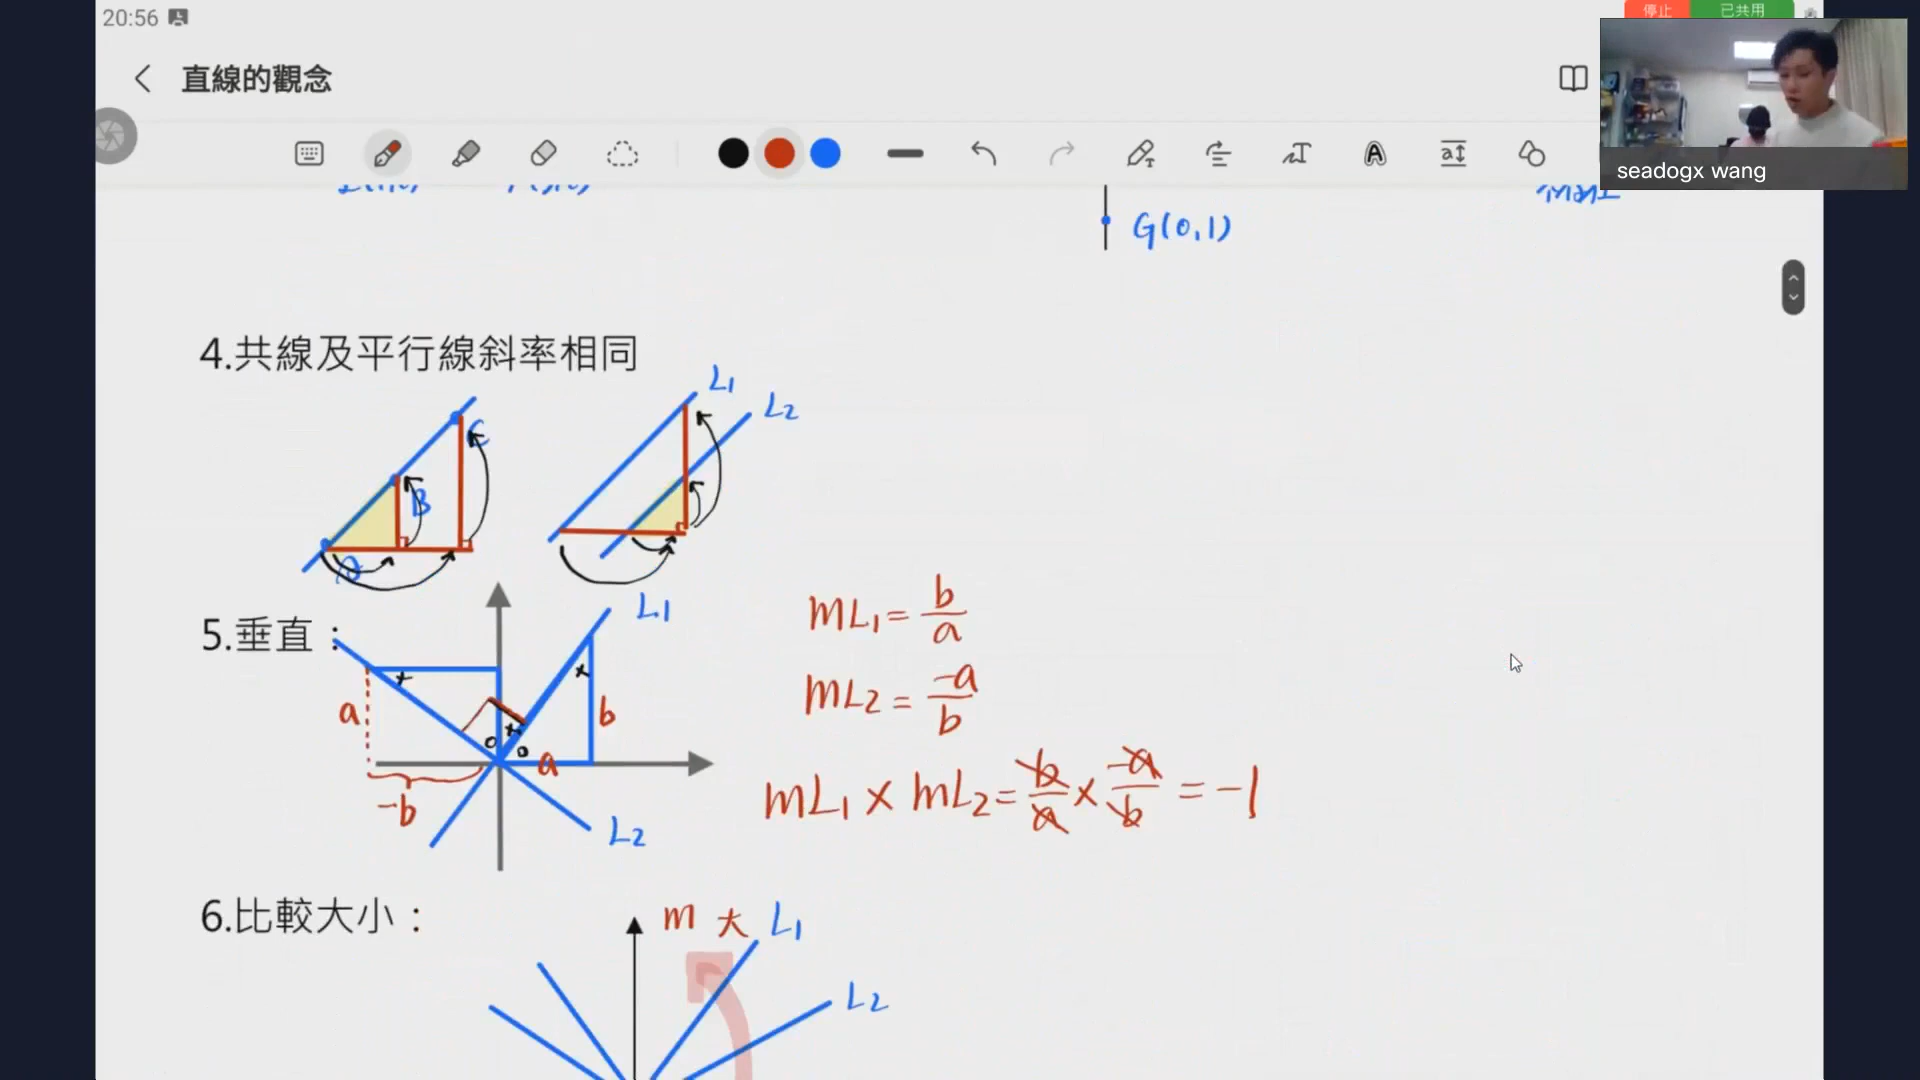 20:56
停止 已共用
直線的觀念
seadogx wang
G(0,1)
4.共線及平行線斜率相同
L1
L2
C
B
A
5.垂直：
L1
mL1=b/a
a
b
mL2=-a/b
a
-b
mL1×mL2=b/a×-a/b=-1
L2
6.比較大小：
m 大 L1
L2